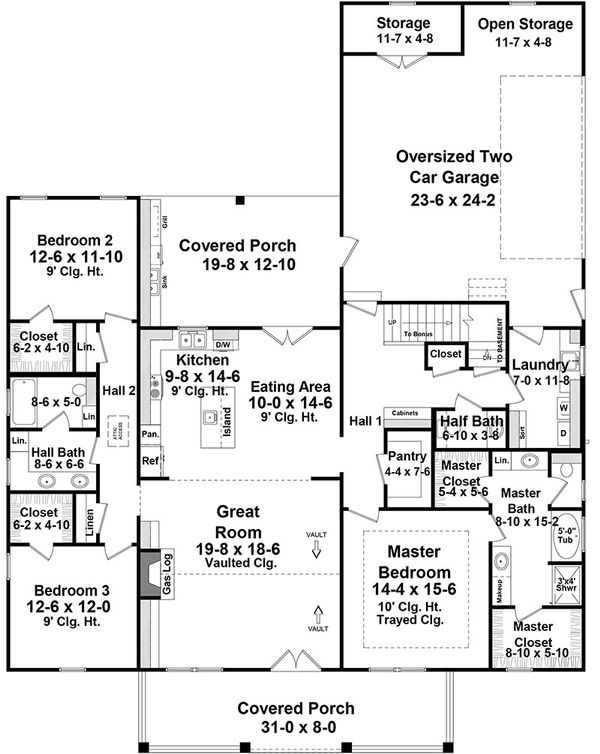 Storage
11-7 x 4-8
Open Storage
11-7 x 4-8
Oversized Two
Car Garage
23-6 x 24-2
Bedroom 2
12-6 x 11-10
9' Clg. Ht.
Grill
Sink
Covered Porch
19-8 x 12-10
UP
To Bonus
TO BASEMENT
DN
Closet
6-2 x 4-10
Lin.
Kitchen
9-8 x 14-6
9' Clg. Ht.
D/W
Eating Area
10-0 x 14-6
9' Clg. Ht.
Island
Closet
Laundry
7-0 x 11-8
W
D
Sort
8-6 x 5-0
Lin
Hall 2
ATTIC
ACCESS
Hall 1
Cabinets
Half Bath
6-10 x 3-8
Lin.
Hall Bath
8-6 x 6-6
Pan.
Ref
Pantry
4-4 x 7-6
Master
Closet
5-4 x 5-6
Lin.
Master
Bath
8-10 x 15-2
5'-0"
Tub
3'x4'
Shwr
Makeup
Closet
6-2 x 4-10
Linen
Great
Room
19-8 x 18-6
Vaulted Clg.
VAULT
VAULT
Gas Log
Master
Bedroom
14-4 x 15-6
10' Clg. Ht.
Trayed Clg.
Bedroom 3
12-6 x 12-0
9' Clg. Ht.
Master
Closet
8-10 x 5-10
Covered Porch
31-0 x 8-0